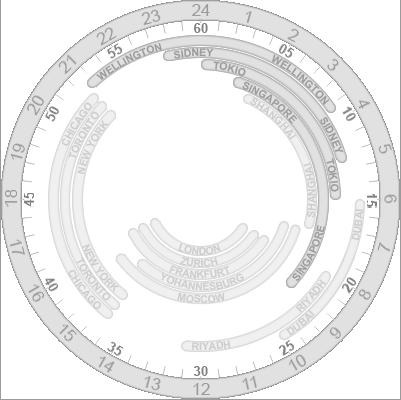 24
1
2
3
4
5
6
7
8
9
10
11
12
13
14
15
16
17
18
19
20
21
22
23
60
05
10
15
20
25
30
35
40
45
50
55
WELLINGTON
WELLINGTON
SIDNEY
SIDNEY
TOKIO
TOKIO
SINGAPORE
SINGAPORE
SHANGHAI
SHANGHAI
CHICAGO
TORONTO
NEW YORK
NEW YORK
TORONTO
CHICAGO
LONDON
ZURICH
FRANKFURT
YOHANNESBURG
MOSCOW
DUBAI
RIYADH
DUBAI
RIYADH